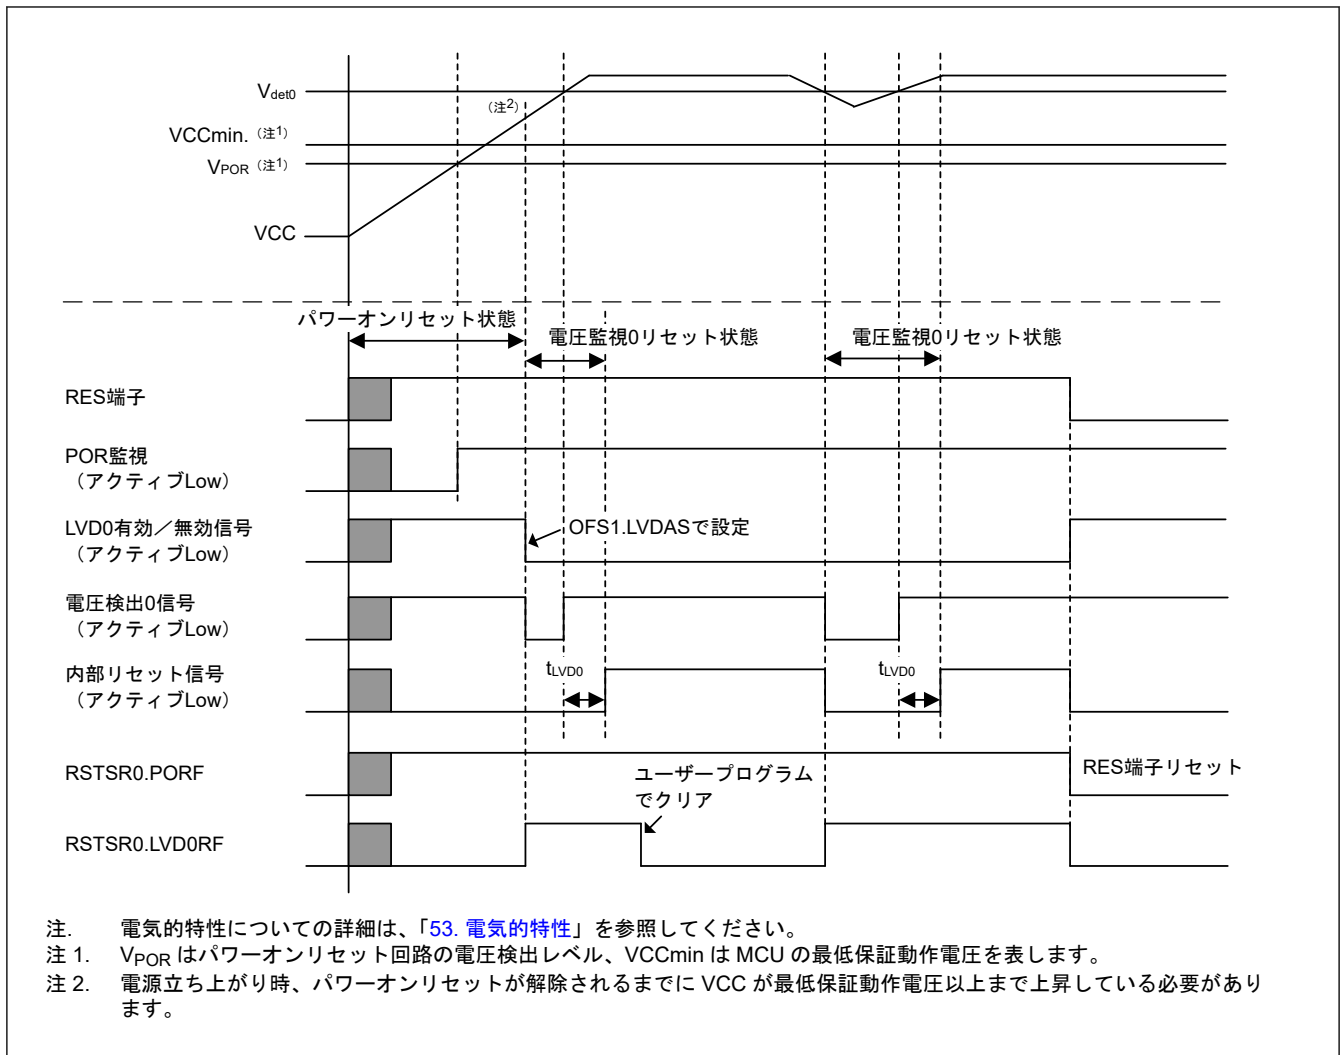 Vdet0
（注2）
VCCmin.（注1）
VPOR（注1）
VCC
パワーオンリセット状態
電圧監視0リセット状態
電圧監視0リセット状態
RES端子
POR監視
（アクティブLow）
LVD0有効／無効信号
（アクティブLow）
OFS1.LVDASで設定
電圧検出0信号
（アクティブLow）
内部リセット信号
（アクティブLow）
tLVD0
tLVD0
RSTSR0.PORF
ユーザープログラム
でクリア
RES端子リセット
RSTSR0.LVD0RF
注. 電気的特性についての詳細は、「53. 電気的特性」を参照してください。
注 1. VPOR はパワーオンリセット回路の電圧検出レベル、VCCmin は MCU の最低保証動作電圧を表します。
注 2. 電源立ち上がり時、パワーオンリセットが解除されるまでに VCC が最低保証動作電圧以上まで上昇している必要があり
ます。